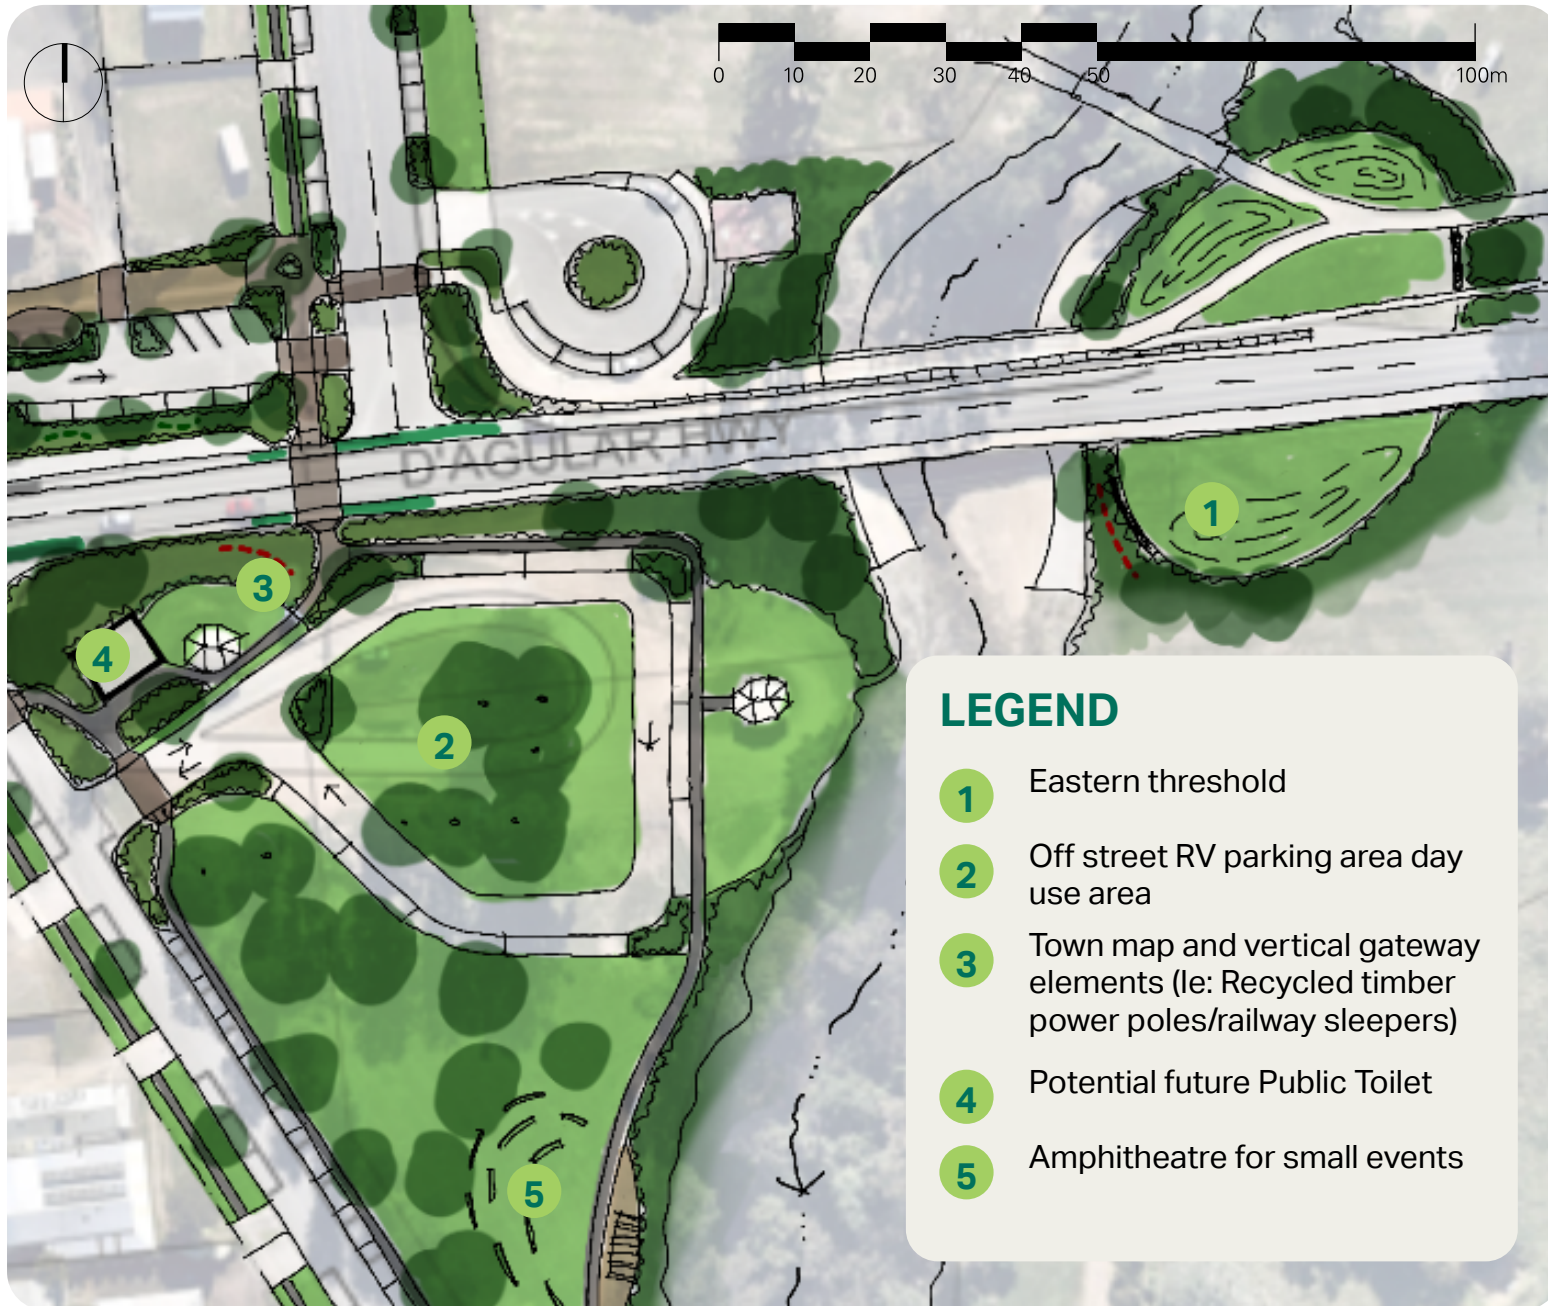 0 10 20 30 40 50 100m
D'AGULAR HWY
1
3
4
2
5
LEGEND
1 Eastern threshold
2 Off street RV parking area day
use area
3 Town map and vertical gateway
elements (Ie: Recycled timber
power poles/railway sleepers)
4 Potential future Public Toilet
5 Amphitheatre for small events